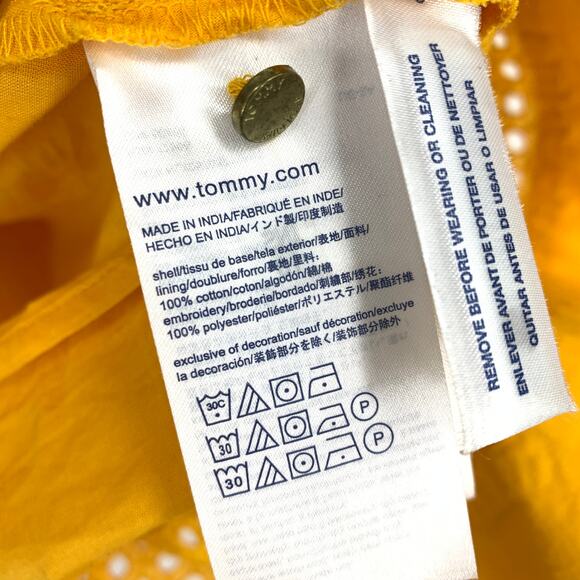 www.tommy.com
MADE IN INDIA/FABRIQUÉ EN INDE/
HECHO EN INDIA/インド製/印度制造
shell/tissu de base/tela exterior/表地/面料/
lining/doublure/forro/裏地/里料:
100% cotton/coton/algodón/綿/棉
embroidery/broderie/bordado/刺繍部/绣花:
100% polyester/poliéster/ポリエステル/聚酯纤维
exclusive of decoration/sauf décoration/excluye
la decoración/装飾部分を除く/装饰部分除外
30C
30 P
30 P
REMOVE BEFORE WEARING OR CLEANING
ENLEVER AVANT DE PORTER OU DE NETTOYER
QUITAR ANTES DE USAR O LIMPIAR